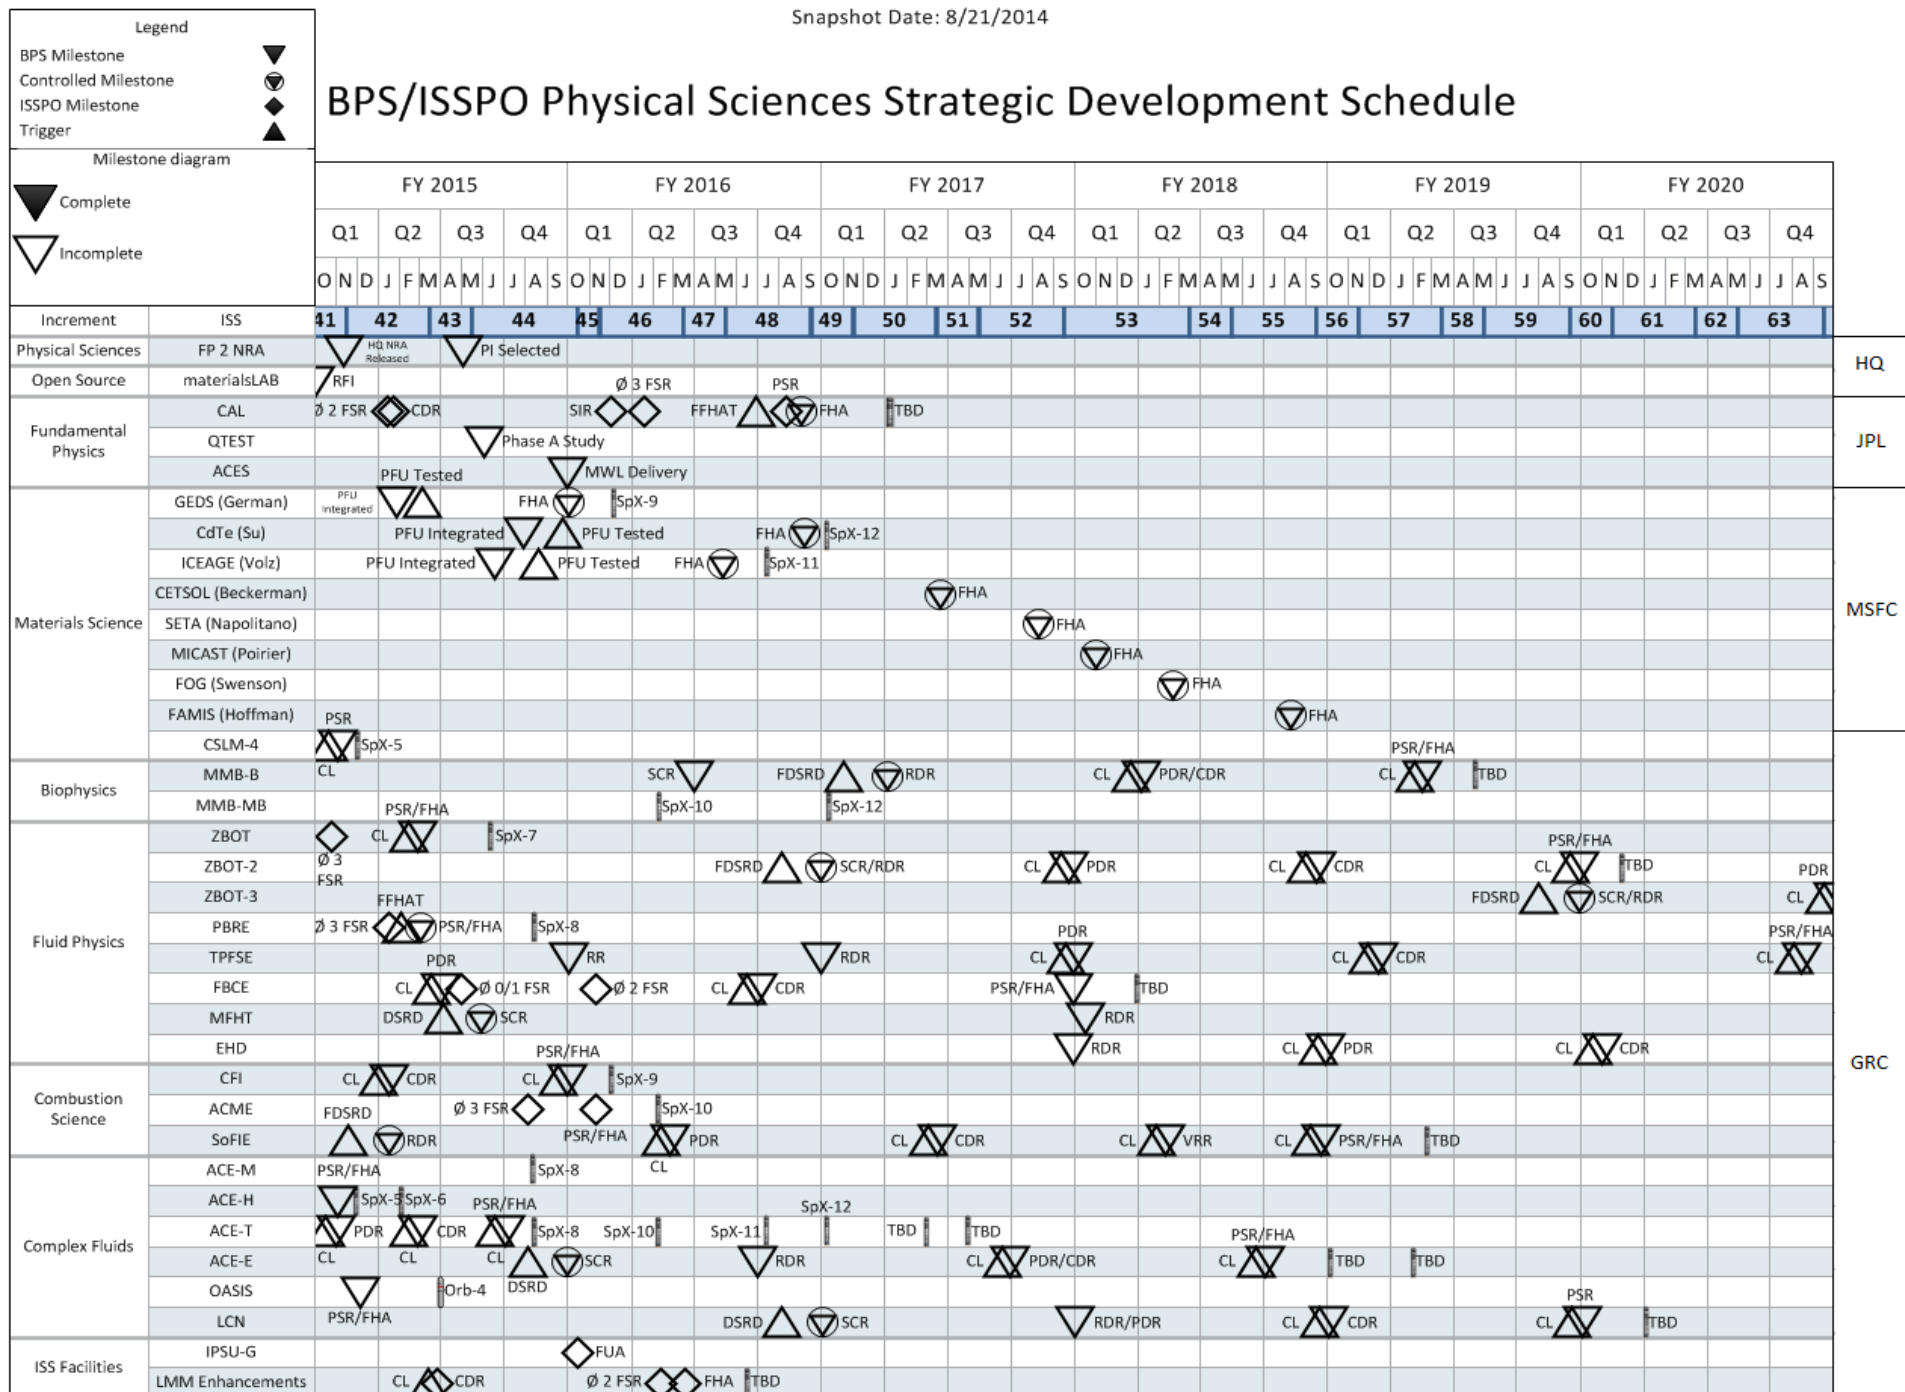 Snapshot Date: 8/21/2014
Legend
BPS Milestone
Controlled Milestone
ISSPO Milestone
Trigger
Milestone diagram
Complete
Incomplete
BPS/ISSPO Physical Sciences Strategic Development Schedule
FY 2015 FY 2016 FY 2017 FY 2018 FY 2019 FY 2020
Q1 Q2 Q3 Q4 Q1 Q2 Q3 Q4 Q1 Q2 Q3 Q4 Q1 Q2 Q3 Q4 Q1 Q2 Q3 Q4 Q1 Q2 Q3 Q4
O N D J F M A M J J A S O N D J F M A M J J A S O N D J F M A M J J A S O N D J F M A M J J A S O N D J F M A M J J A S O N D J F M A M J J A S
Increment ISS 41 42 43 44 45 46 47 48 49 50 51 52 53 54 55 56 57 58 59 60 61 62 63
Physical Sciences FP 2 NRA HQ NRA Released PI Selected
HQ
Open Source materialsLAB RFI Ø 3 FSR PSR
Fundamental Physics
CAL Ø 2 FSR CDR SIR FFHAT FHA TBD
QTEST Phase A Study
JPL
ACES PFU Tested MWL Delivery
Materials Science
GEDS (German) PFU Integrated FHA SpX-9
CdTe (Su) PFU Integrated PFU Tested FHA SpX-12
ICEAGE (Volz) PFU Integrated PFU Tested FHA SpX-11
CETSOL (Beckerman) FHA
MSFC
SETA (Napolitano) FHA
MICAST (Poirier) FHA
FOG (Swenson) FHA
FAMIS (Hoffman) PSR FHA
CSLM-4 SpX-5 PSR/FHA
Biophysics
MMB-B CL SCR FDSRD RDR CL PDR/CDR CL TBD
MMB-MB PSR/FHA SpX-10 SpX-12
Fluid Physics
ZBOT CL SpX-7 PSR/FHA
ZBOT-2 Ø 3 FSR FDSRD SCR/RDR CL PDR CL CDR CL TBD PDR
ZBOT-3 FFHAT FDSRD SCR/RDR CL
PBRE Ø 3 FSR PSR/FHA SpX-8 PDR PSR/FHA
TPFSE PDR RR RDR CL CL CDR CL
FBCE CL Ø 0/1 FSR Ø 2 FSR CL CDR PSR/FHA TBD
MFHT DSRD SCR RDR
EHD PSR/FHA RDR CL PDR CL CDR
GRC
Combustion Science
CFI CL CDR CL SpX-9
ACME FDSRD Ø 3 FSR PSR/FHA SpX-10
SoFIE RDR PDR CL CDR CL VRR CL PSR/FHA TBD
Complex Fluids
ACE-M PSR/FHA SpX-8 CL
ACE-H SpX-5 SpX-6 PSR/FHA SpX-12
ACE-T PDR CDR SpX-8 SpX-10 SpX-11 TBD TBD PSR/FHA
ACE-E CL CL CL SCR RDR CL PDR/CDR CL TBD TBD
OASIS Orb-4 DSRD PSR
LCN PSR/FHA DSRD SCR RDR/PDR CL CDR CL TBD
ISS Facilities
IPSU-G FUA
LMM Enhancements CL CDR Ø 2 FSR FHA TBD